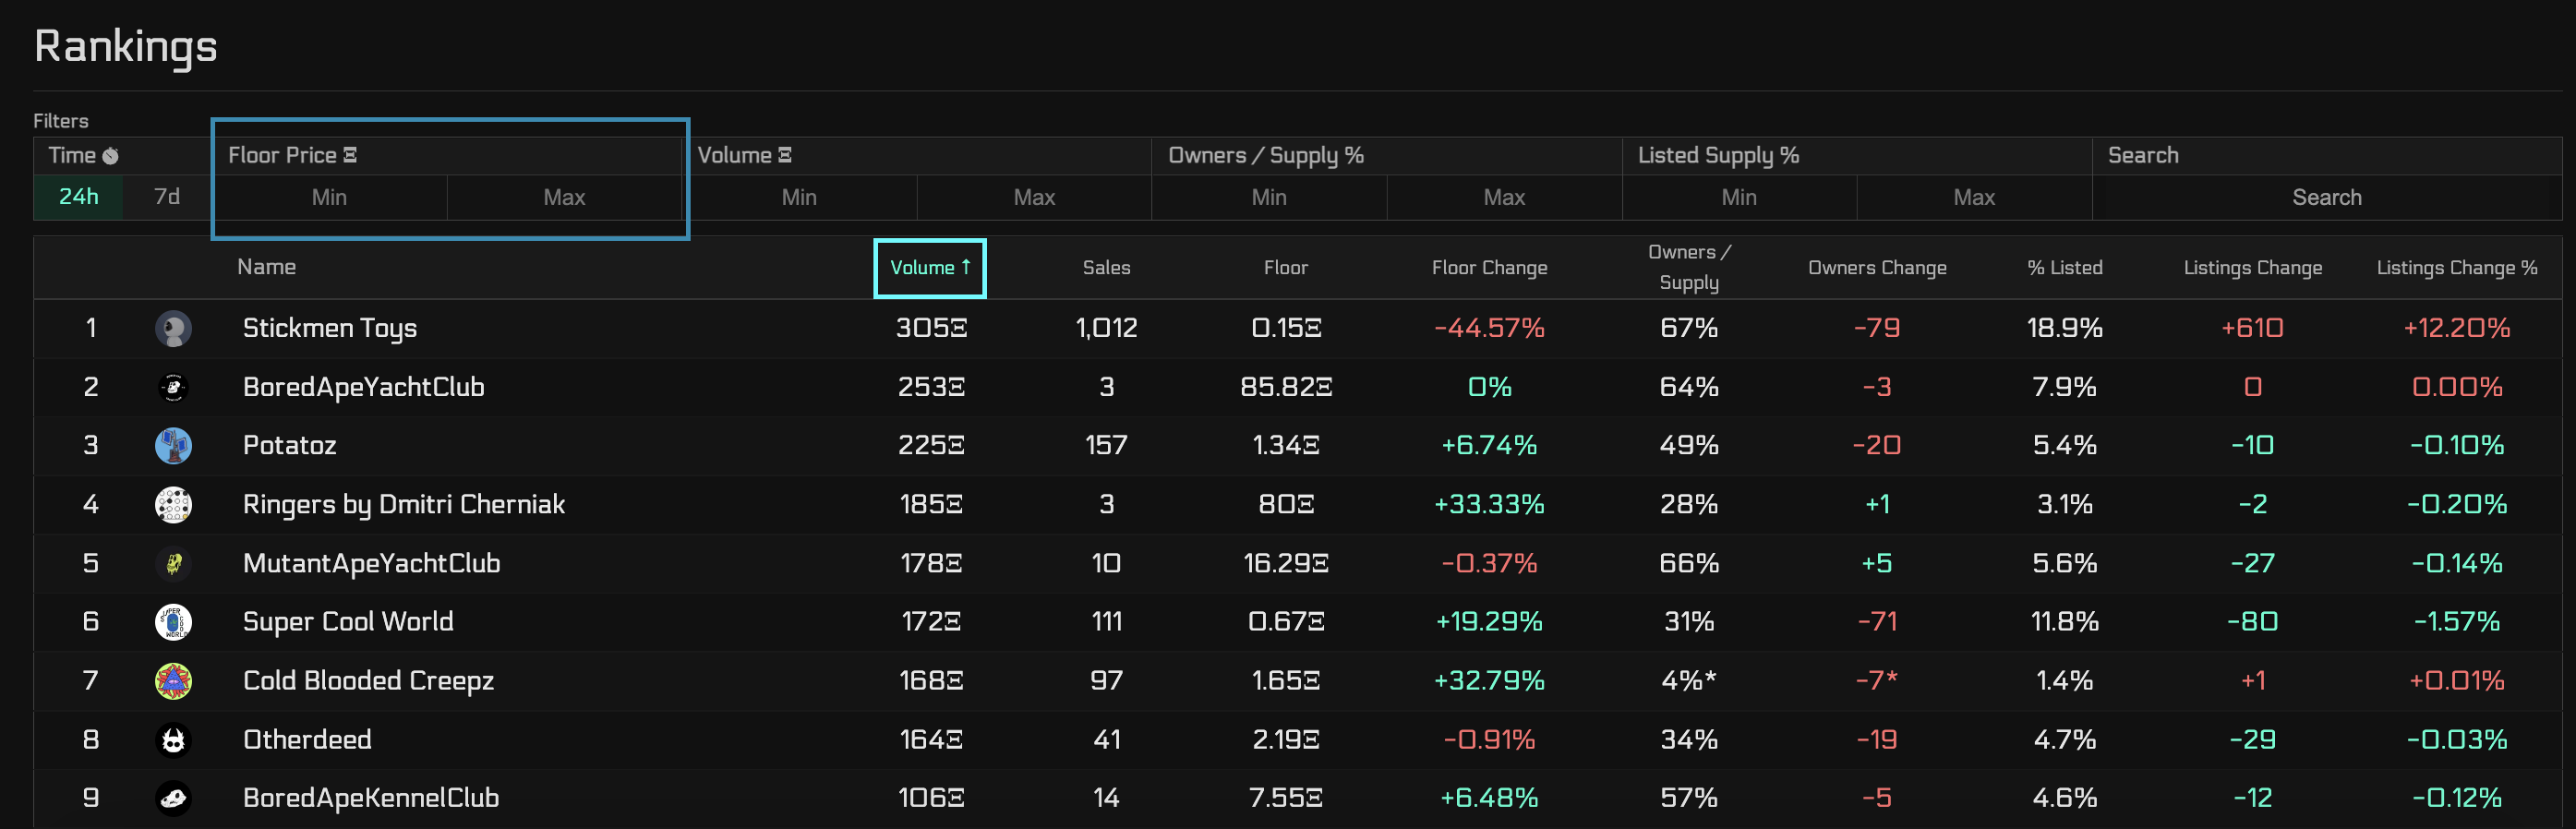 Rankings
Filters
Time Floor Price Ξ Volume Ξ Owners / Supply % Listed Supply % Search
24h 7d Min Max Min Max Min Max Min Max Search
Name Volume ↑ Sales Floor Floor Change Owners / Supply Owners Change % Listed Listings Change Listings Change %
1 Stickmen Toys 305Ξ 1,012 0.15Ξ -44.57% 67% -79 18.9% +610 +12.20%
2 BoredApeYachtClub 253Ξ 3 85.82Ξ 0% 64% -3 7.9% 0 0.00%
3 Potatoz 225Ξ 157 1.34Ξ +6.74% 49% -20 5.4% -10 -0.10%
4 Ringers by Dmitri Cherniak 185Ξ 3 80Ξ +33.33% 28% +1 3.1% -2 -0.20%
5 MutantApeYachtClub 178Ξ 10 16.29Ξ -0.37% 66% +5 5.6% -27 -0.14%
6 Super Cool World 172Ξ 111 0.67Ξ +19.29% 31% -71 11.8% -80 -1.57%
7 Cold Blooded Creepz 168Ξ 97 1.65Ξ +32.79% 4%* -7* 1.4% +1 +0.01%
8 Otherdeed 164Ξ 41 2.19Ξ -0.91% 34% -19 4.7% -29 -0.03%
9 BoredApeKennelClub 106Ξ 14 7.55Ξ +6.48% 57% -5 4.6% -12 -0.12%